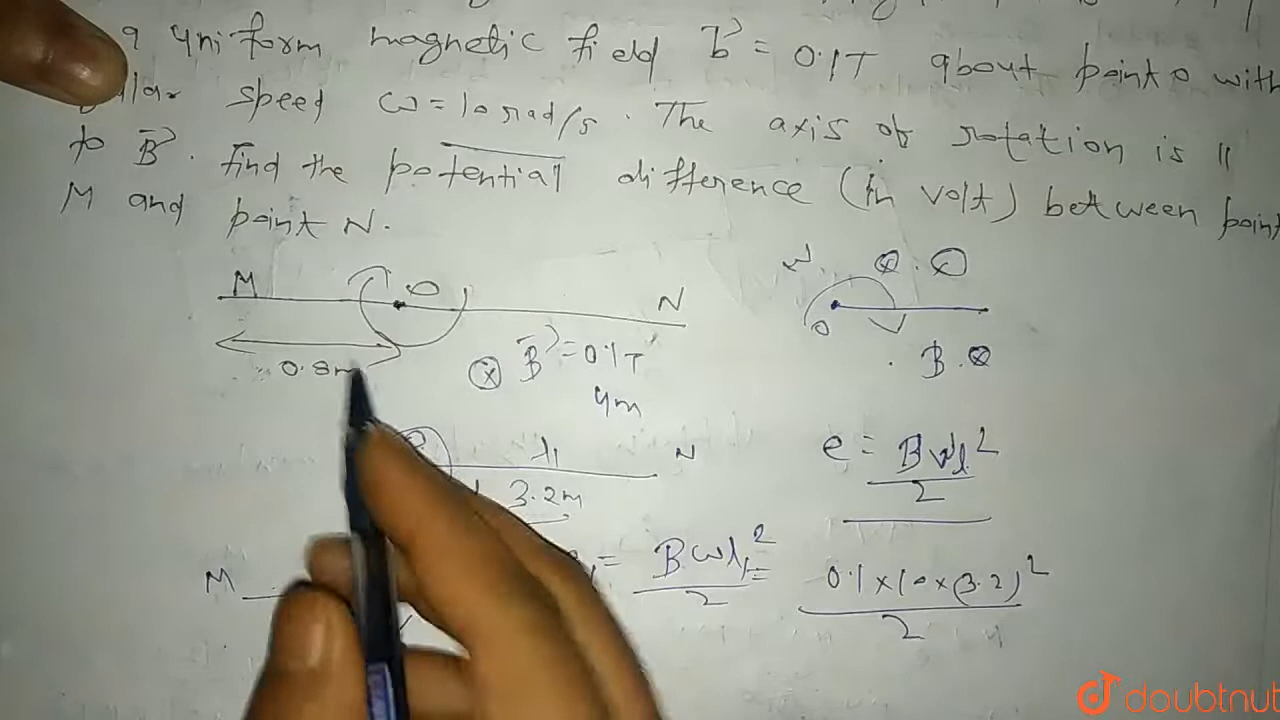 a uniform magnetic field B⃗ = 0.1T about point o with
speed ω = 10 rad/s. The axis of rotation is ||
to B⃗. find the potential difference (in volt) between point
M and point N.
M O N
0.8m
⊗ B⃗ = 0.1T
4m
⊗ . O
O V
. B . ⊗
l₁ N
3.2m
e = Bωl²/2
M
= Bωl₁²/2 = 0.1×10×(3.2)²/2
doubtnut